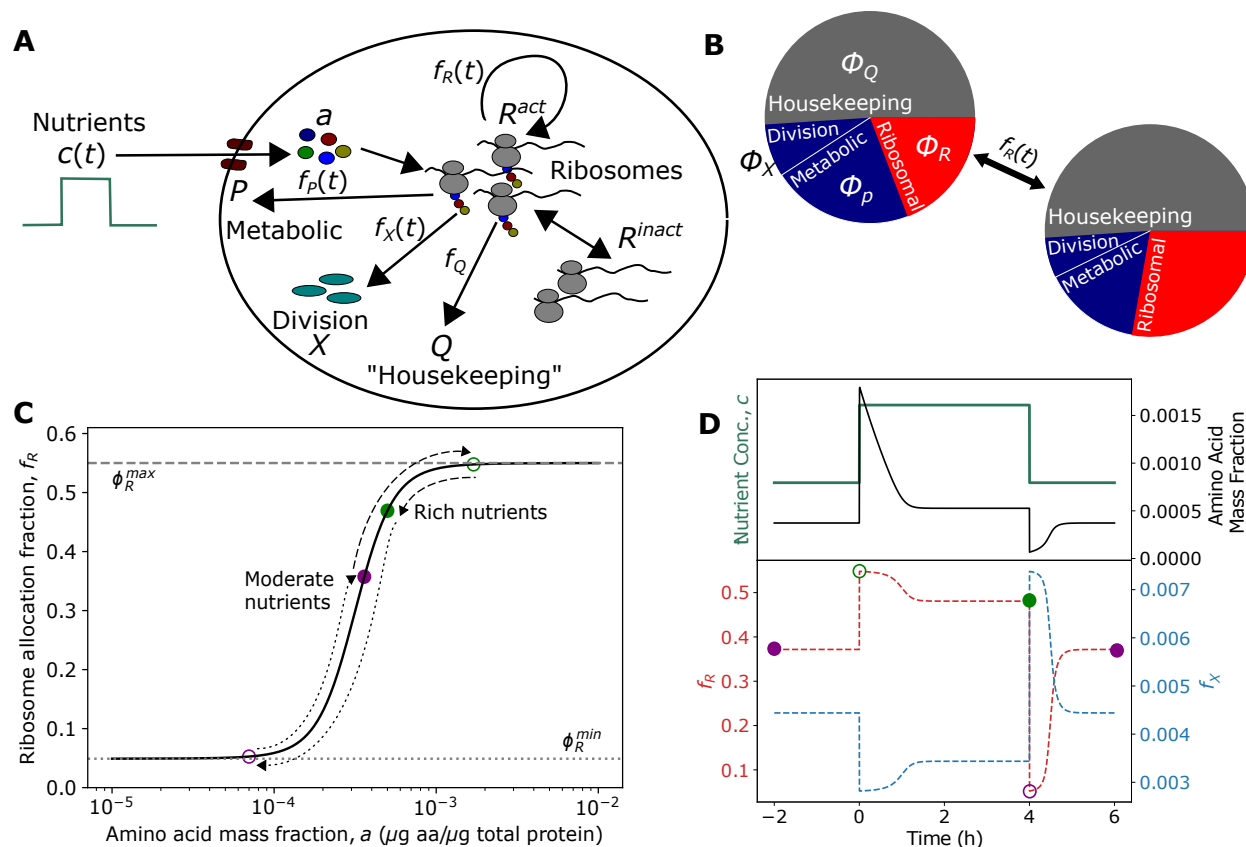 A
Nutrients
c(t)
P
Metabolic
a
f_P(t)
f_X(t)
f_Q
f_R(t)
R^act
Ribosomes
R^inact
Division
X
Q
"Housekeeping"
B
Φ_Q
Housekeeping
Division
Metabolic
Ribosomal
Φ_R
Φ_X
Φ_p
f_R(t)
Housekeeping
Division
Metabolic
Ribosomal
C
Ribosome allocation fraction, f_R
0.6
0.5
0.4
0.3
0.2
0.1
0.0
ϕ_R^max
Rich nutrients
Moderate
nutrients
ϕ_R^min
10^−5
10^−4
10^−3
10^−2
Amino acid mass fraction, a (μg aa/μg total protein)
D
Nutrient Conc., c
0.0015
0.0010
0.0005
0.0000
Amino Acid
Mass Fraction
f_R
0.5
0.4
0.3
0.2
0.1
0.007
0.006
0.005
0.004
0.003
f_X
−2
0
2
4
6
Time (h)